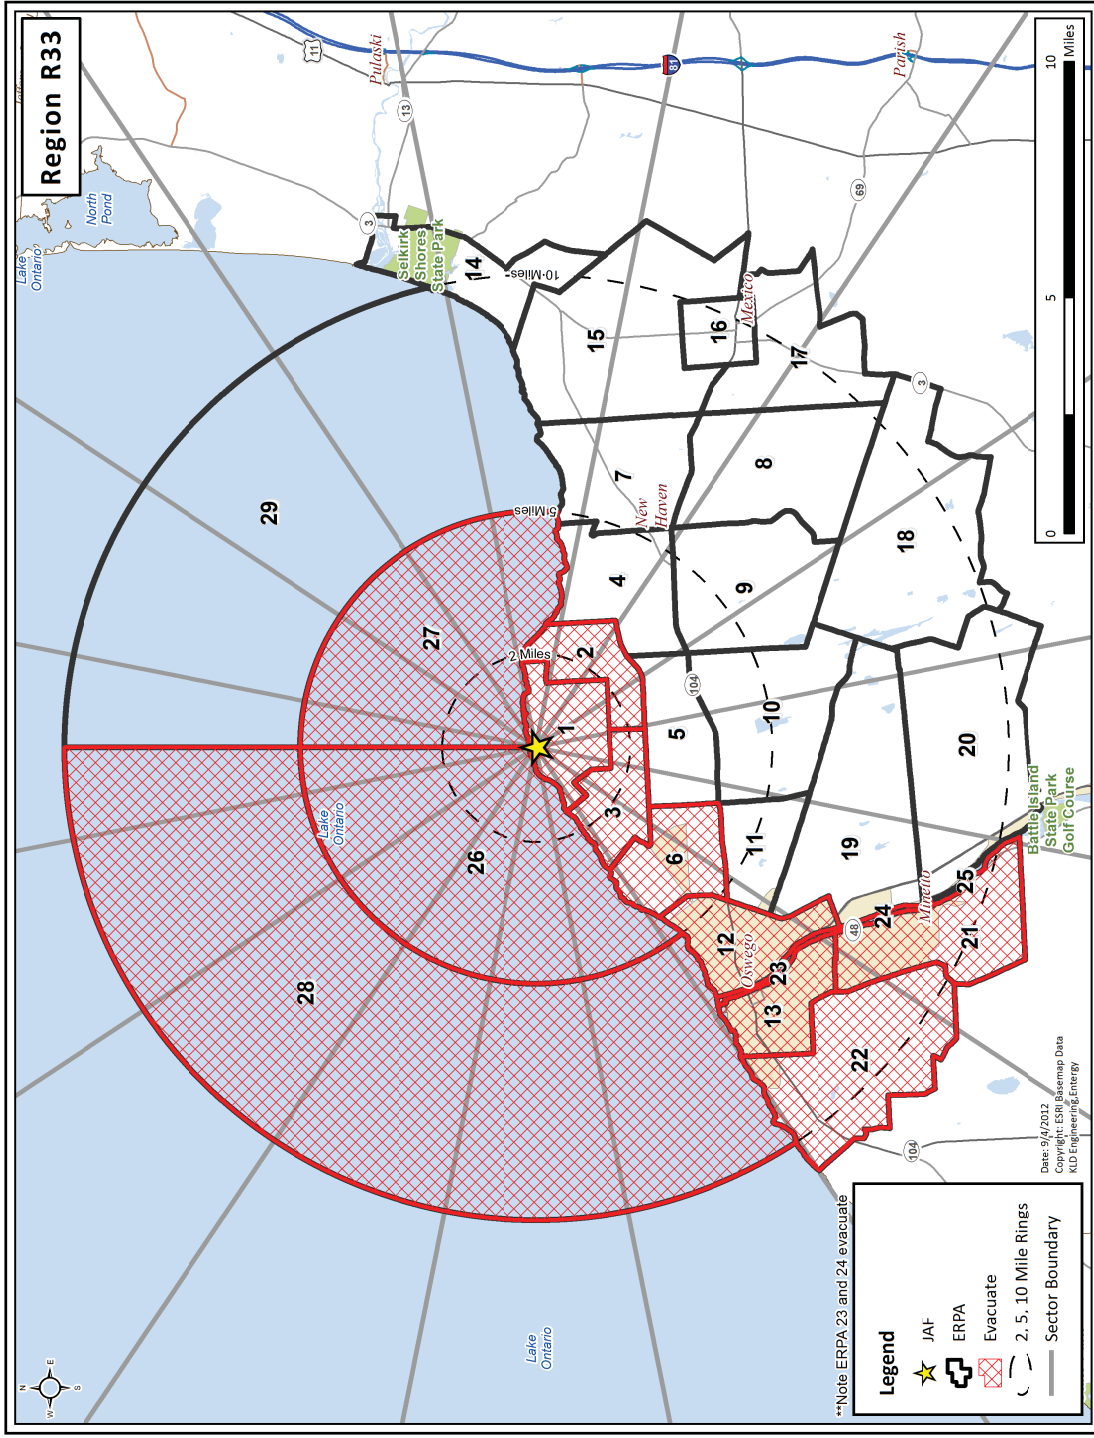 Region R33
Lake
Ontario
North
Pond
11
Pulaski
13
81
Parish
3
Selkirk
Shores
State Park
69
10 Miles
14
15
16
Mexico
17
3
29
7
8
New
Haven
5 Miles
18
4
9
27
2 Miles
2
1
104
5
10
20
Lake
Ontario
26
3
6
11
19
Battle Island
State Park
Golf Course
28
12
Oswego
23
13
48
24
Minetto
25
21
22
104
Lake
Ontario
N
W
E
S
0
5
10
Miles
Date: 9/4/2012
Copyright: ESRI Basemap Data
KLD Engineering, Entergy
**Note ERPA 23 and 24 evacuate
Legend
JAF
ERPA
Evacuate
2, 5, 10 Mile Rings
Sector Boundary